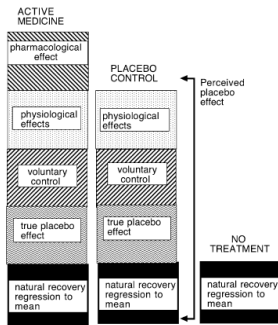 ACTIVE
MEDICINE
pharmacological
effect
physiological
effects
voluntary
control
true placebo
effect
natural recovery
regression to
mean
PLACEBO
CONTROL
physiological
effects
voluntary
control
true placebo
effect
natural recovery
regression to
mean
Perceived
placebo
effect
NO
TREATMENT
natural recovery
regression to
mean